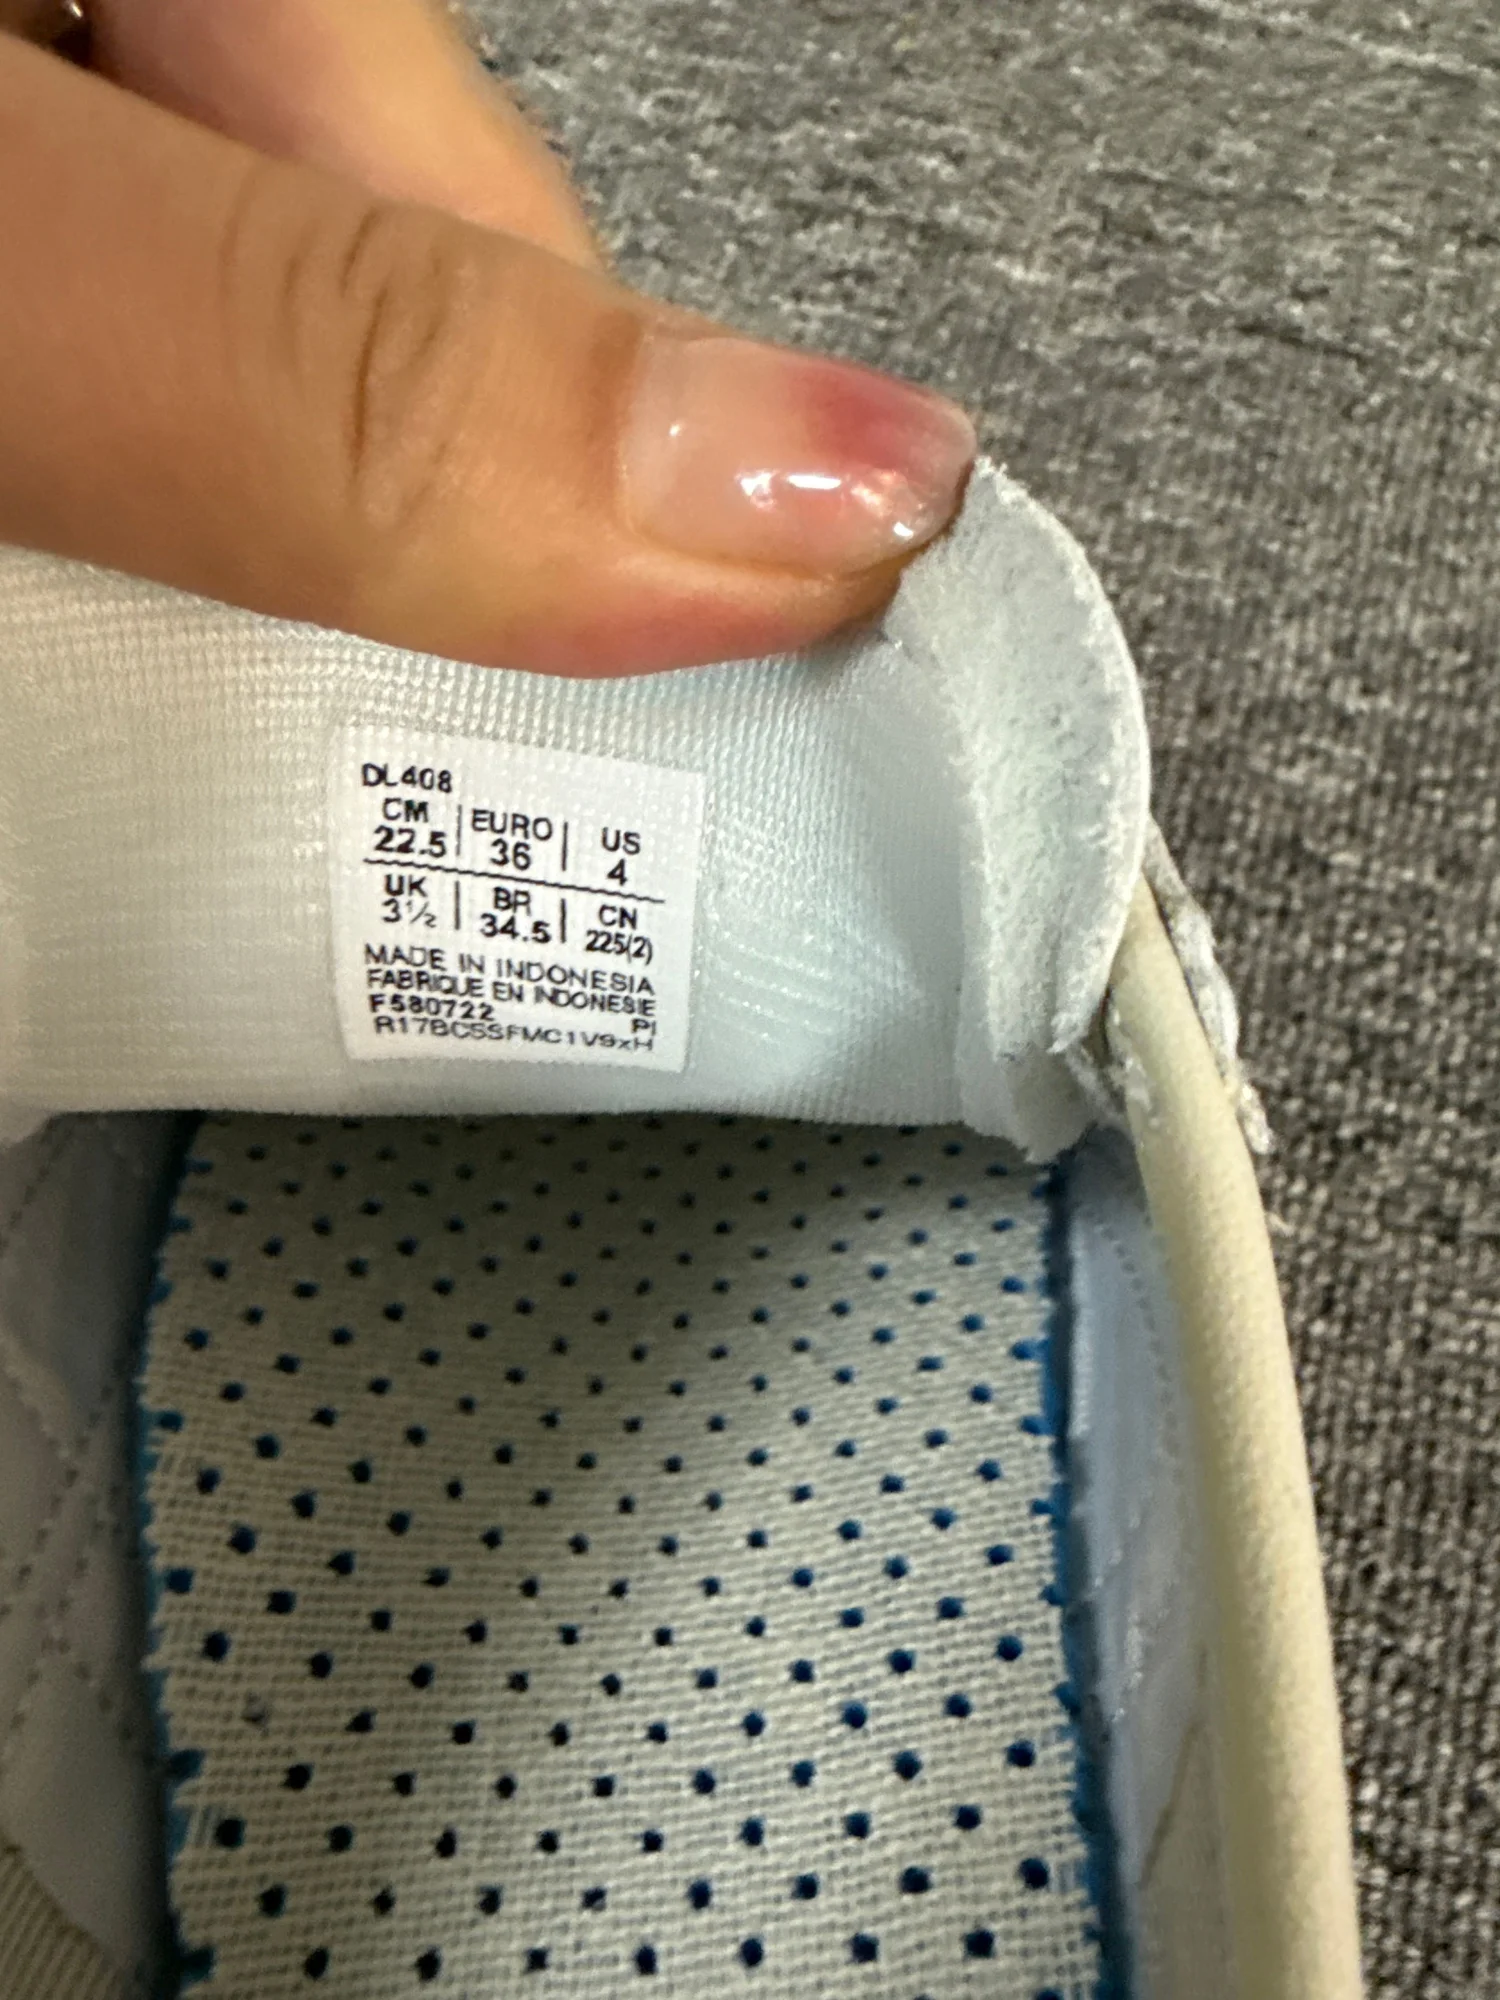 DL408
CM | EURO | US
22.5 | 36 | 4
UK | BR | CN
3½ | 34.5 | 225(2)
MADE IN INDONESIA
FABRIQUE EN INDONESIE
F580722 PI
R17BC5SFMC1V9xH